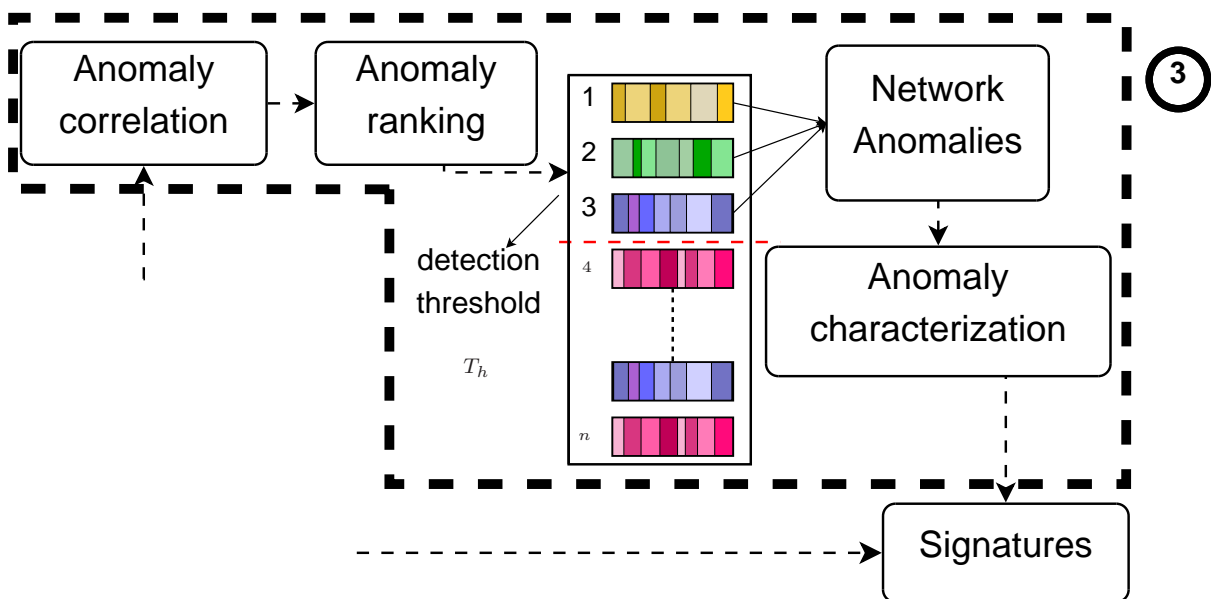 Anomaly
correlation
Anomaly
ranking
1
2
3
4
n
detection
threshold
T_h
Network
Anomalies
3
Anomaly
characterization
Signatures